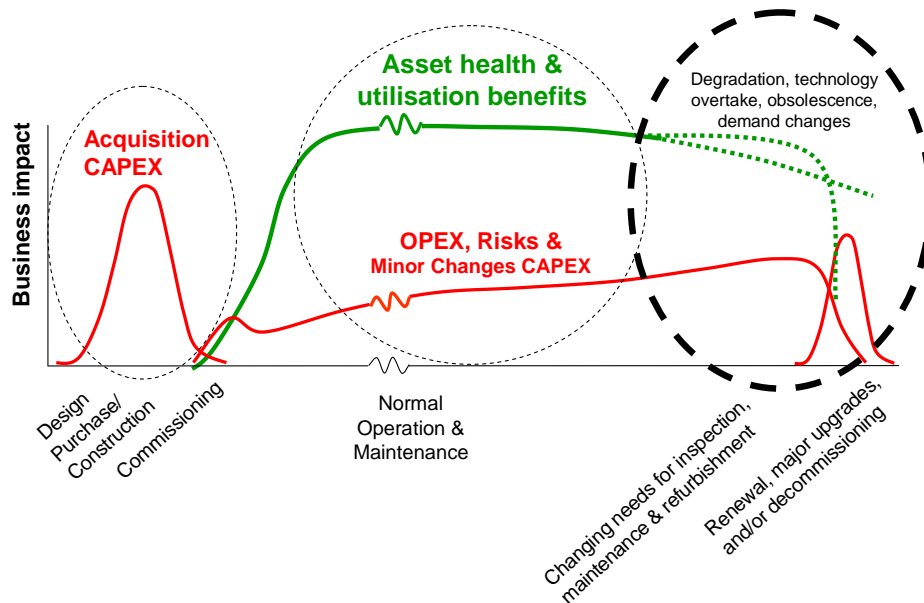 Asset health &
utilisation benefits
Degradation, technology
overtake, obsolescence,
demand changes
Acquisition
CAPEX
Business impact
OPEX, Risks &
Minor Changes CAPEX
Design
Purchase/
Construction
Commissioning
Normal
Operation &
Maintenance
Changing needs for inspection,
maintenance & refurbishment
Renewal, major upgrades,
and/or decommissioning